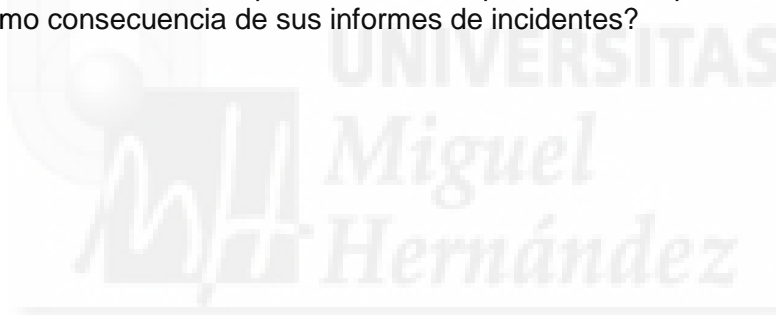 mo consecuencia de sus informes de incidentes?
UNIVERSITAS
Miguel
Hernández